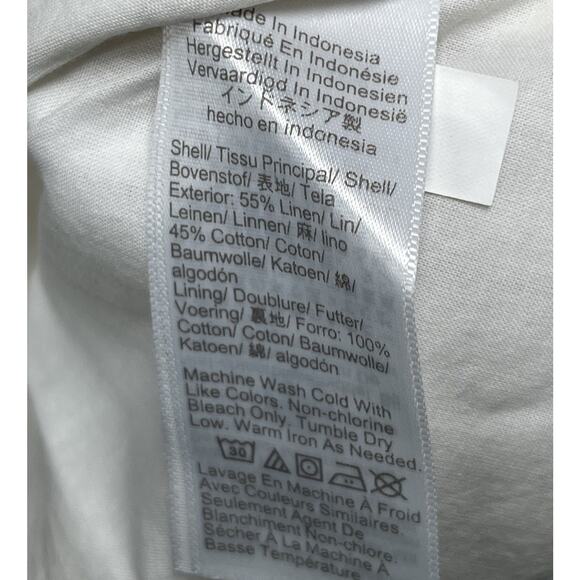 Made In Indonesia
Fabriqué En Indonésie
Hergestellt In Indonesien
Vervaardigd In Indonesië
インドネシア製
hecho en indonesia
Shell/ Tissu Principal/ Shell/
Bovenstof/ 表地/ Tela
Exterior: 55% Linen/ Lin/
Leinen/ Linnen/ 麻/ lino
45% Cotton/ Coton/
Baumwolle/ Katoen/ 綿/
algodón
Lining/ Doublure/ Futter/
Voering/ 裏地/ Forro: 100%
Cotton/ Coton/ Baumwolle/
Katoen/ 綿/ algodón
Machine Wash Cold With
Like Colors. Non-chlorine
Bleach Only. Tumble Dry
Low. Warm Iron As Needed.
30
Lavage En Machine À Froid
Avec Couleurs Similaires.
Seulement Agent De
Blanchiment Non-chlore.
Sécher À La Machine À
Basse Température.